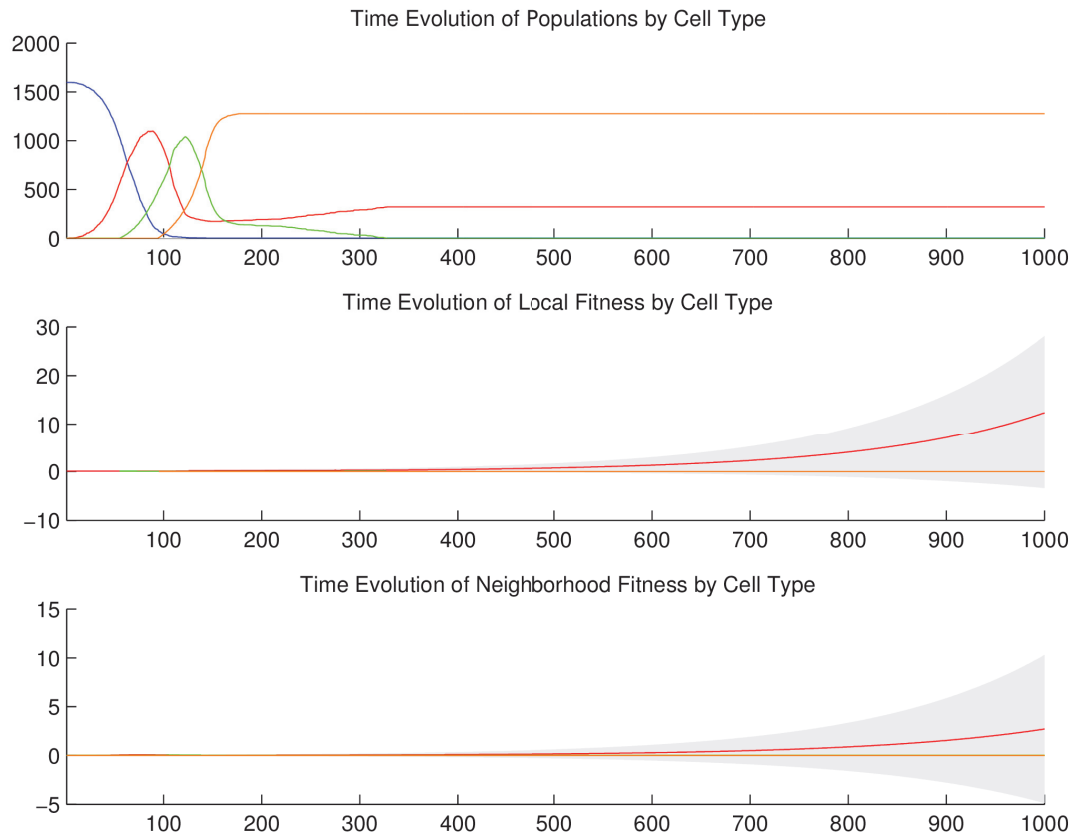 Time Evolution of Populations by Cell Type
2000
1500
1000
500
0
100 200 300 400 500 600 700 800 900 1000
Time Evolution of Local Fitness by Cell Type
30
20
10
0
−10
100 200 300 400 500 600 700 800 900 1000
Time Evolution of Neighborhood Fitness by Cell Type
15
10
5
0
−5
100 200 300 400 500 600 700 800 900 1000